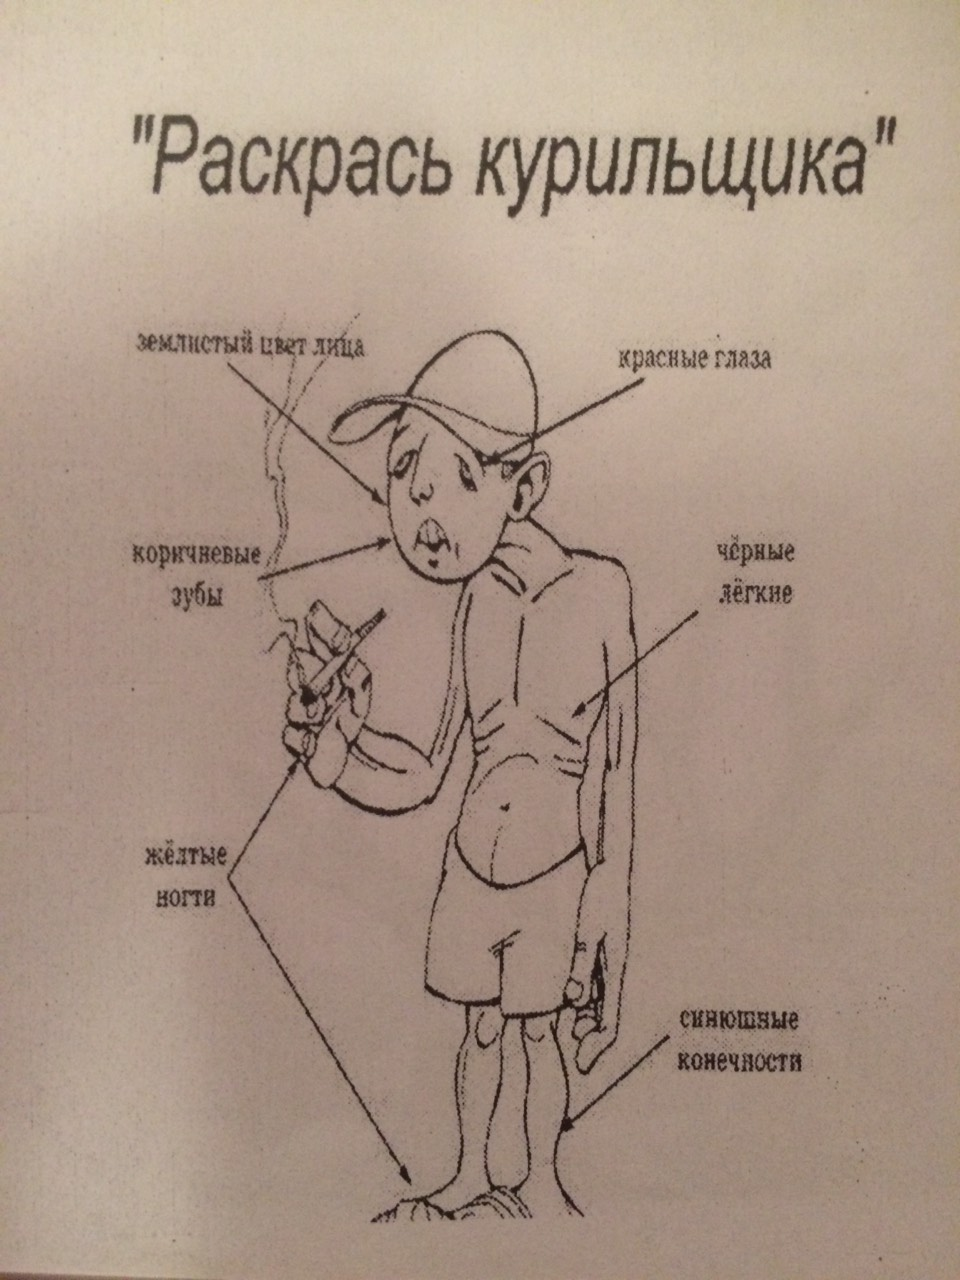 "Раскрась курильщика"
землистый цвет лица
красные глаза
коричневые
зубы
чёрные
лёгкие
жёлтые
ногти
синюшные
конечности